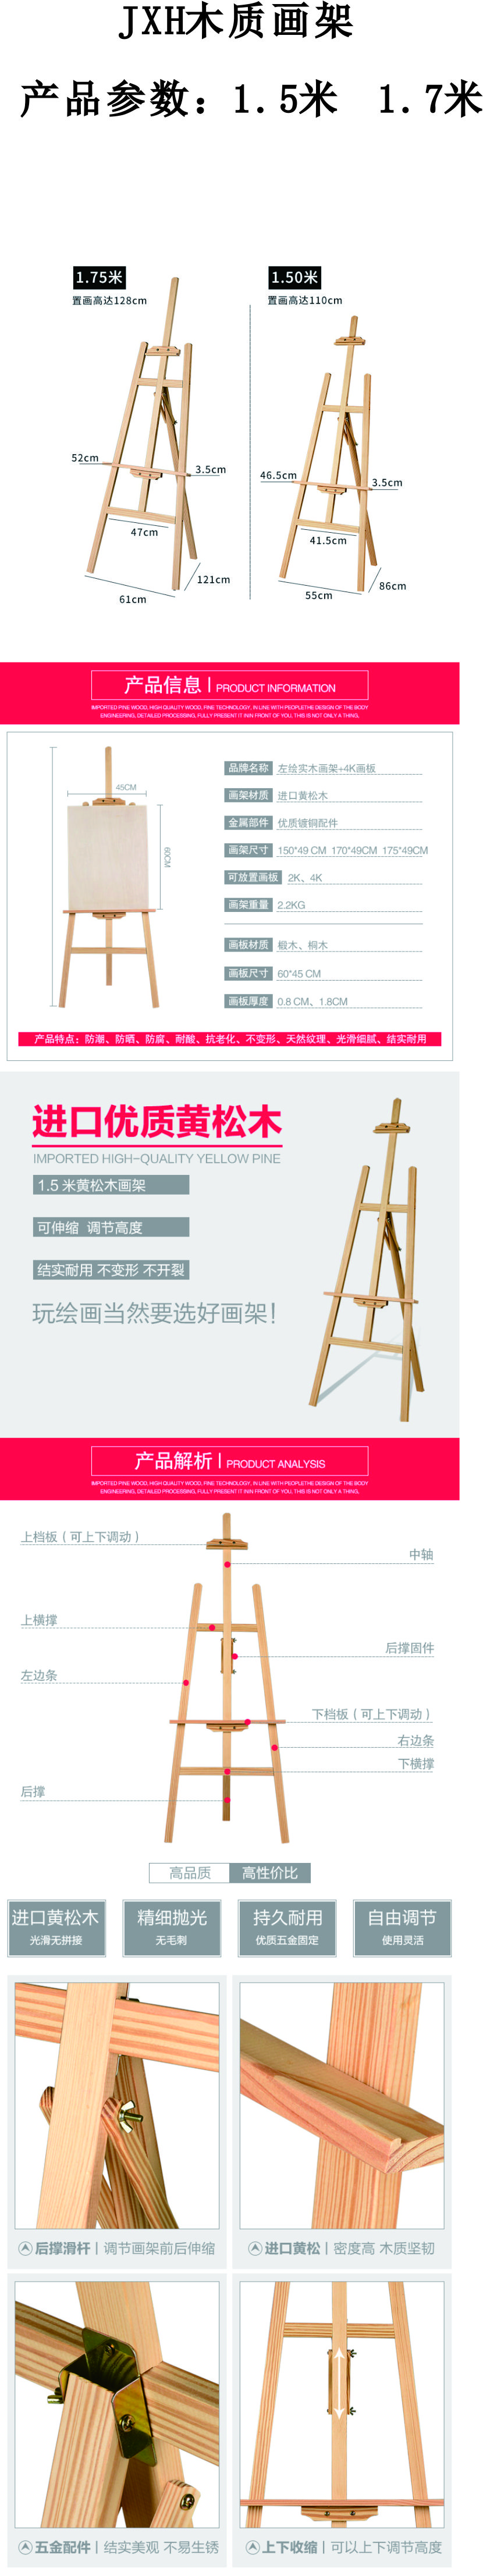 JXH木质画架
产品参数：1.5米 1.7米
1.75米
置画高达128cm
1.50米
置画高达110cm
52cm
3.5cm
47cm
121cm
61cm
46.5cm
3.5cm
41.5cm
86cm
55cm
产品信息 | PRODUCT INFORMATION
IMPORTED PINE WOOD, HIGH QUALITY WOOD, FINE TECHNOLOGY, IN LINE WITH PEOPLETHE DESIGN OF THE BODY
ENGINEERING, DETAILED PROCESSING, FULLY PRESENT IT ININ FRONT OF YOU, THIS IS NOT ONLY A THING,
45CM
60CM
品牌名称 左绘实木画架+4K画板
画架材质 进口黄松木
金属部件 优质镀铜配件
画架尺寸 150*49 CM 170*49CM 175*49CM
可放置画板 2K、4K
画架重量 2.2KG
画板材质 椴木、桐木
画板尺寸 60*45 CM
画板厚度 0.8 CM、1.8CM
产品特点：防潮、防晒、防腐、耐酸、抗老化、不变形、天然纹理、光滑细腻、结实耐用
进口优质黄松木
IMPORTED HIGH-QUALITY YELLOW PINE
1.5 米黄松木画架
可伸缩 调节高度
结实耐用 不变形 不开裂
玩绘画当然要选好画架！
产品解析 | PRODUCT ANALYSIS
IMPORTED PINE WOOD, HIGH QUALITY WOOD, FINE TECHNOLOGY, IN LINE WITH PEOPLETHE DESIGN OF THE BODY
ENGINEERING, DETAILED PROCESSING, FULLY PRESENT IT ININ FRONT OF YOU, THIS IS NOT ONLY A THING,
上档板（可上下调动）
中轴
上横撑
后撑固件
左边条
下档板（可上下调动）
右边条
下横撑
后撑
高品质 高性价比
进口黄松木
光滑无拼接
精细抛光
无毛刺
持久耐用
优质五金固定
自由调节
使用灵活
后撑滑杆 | 调节画架前后伸缩
进口黄松 | 密度高 木质坚韧
五金配件 | 结实美观 不易生锈
上下收缩 | 可以上下调节高度